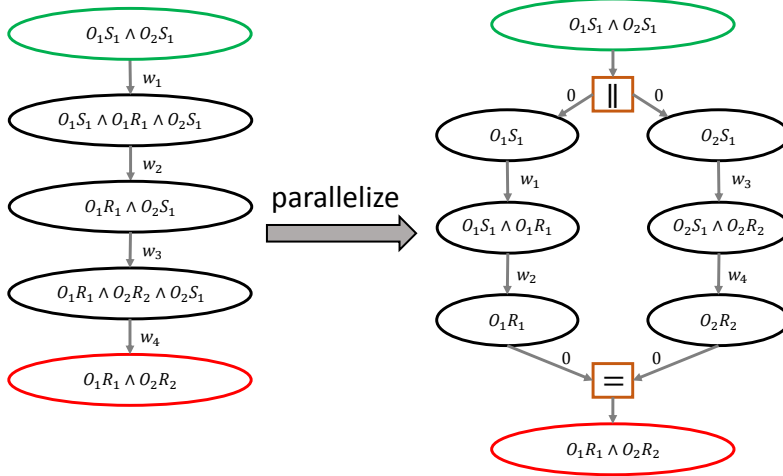 O₁S₁ ∧ O₂S₁
w₁
O₁S₁ ∧ O₁R₁ ∧ O₂S₁
w₂
O₁R₁ ∧ O₂S₁
w₃
O₁R₁ ∧ O₂R₂ ∧ O₂S₁
w₄
O₁R₁ ∧ O₂R₂
parallelize
O₁S₁ ∧ O₂S₁
0 || 0
O₁S₁ O₂S₁
w₁ w₃
O₁S₁ ∧ O₁R₁ O₂S₁ ∧ O₂R₂
w₂ w₄
O₁R₁ O₂R₂
0 = 0
O₁R₁ ∧ O₂R₂